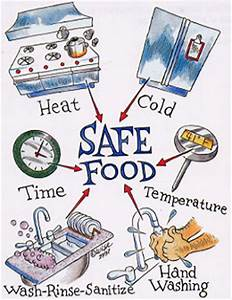 Heat
Cold
SAFE
FOOD
Time
Temperature
Wash-Rinse-Sanitize
Hand
Washing